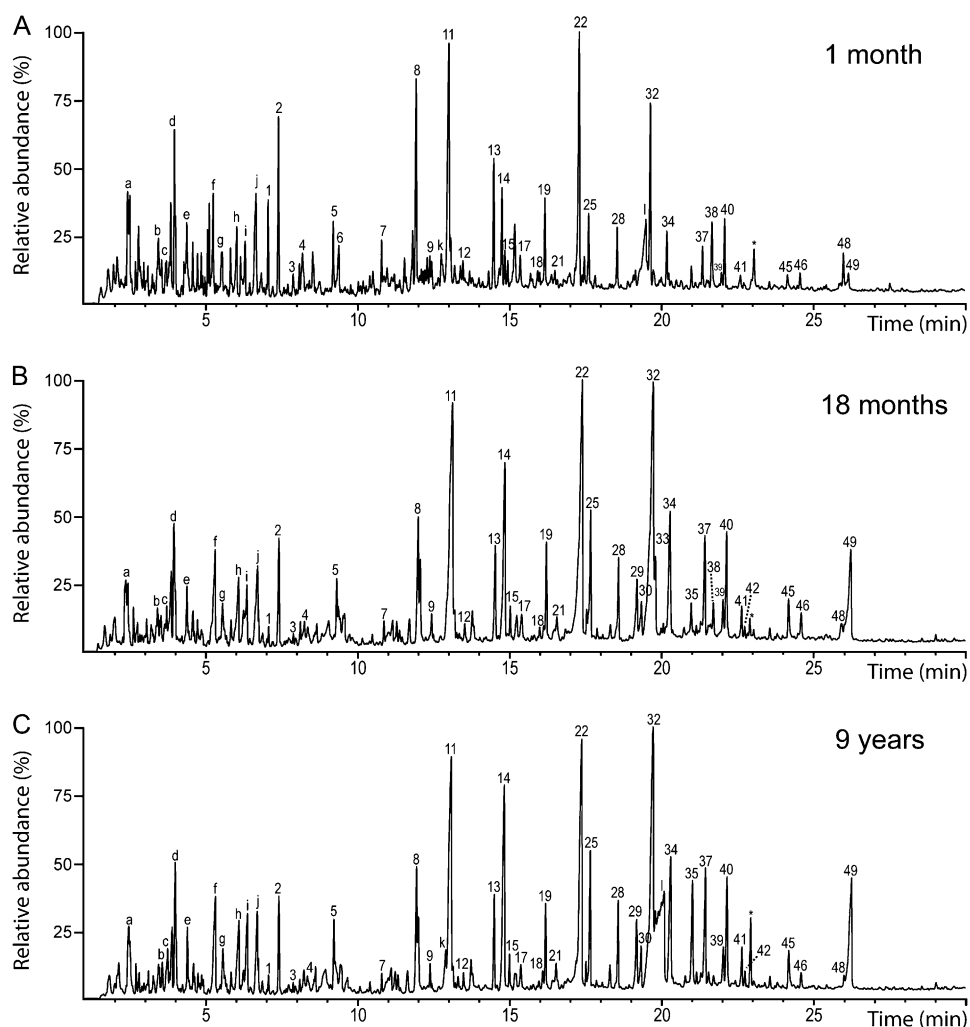 A
1 month
Relative abundance (%)
100
75
50
25
a
b
c
d
e
f
g
h
i
j
1
2
3
4
5
6
7
8
9
k
11
12
13
14
15
17
18
19
21
22
25
28
l
32
34
37
38
39
40
41
*
45
46
48
49
5
10
15
20
25
Time (min)
B
18 months
Relative abundance (%)
100
75
50
25
a
b
c
d
e
f
g
h
i
j
1
2
3
4
5
7
8
9
11
12
13
14
15
17
18
19
21
22
25
28
29
30
32
33
34
35
37
38
39
40
41
42
*
45
46
48
49
5
10
15
20
25
Time (min)
C
9 years
Relative abundance (%)
100
75
50
25
a
b
c
d
e
f
g
h
i
j
1
2
3
4
5
7
8
9
k
11
12
13
14
15
17
18
19
21
22
25
28
29
30
32
l
34
35
37
39
40
41
*
42
45
46
48
49
5
10
15
20
25
Time (min)